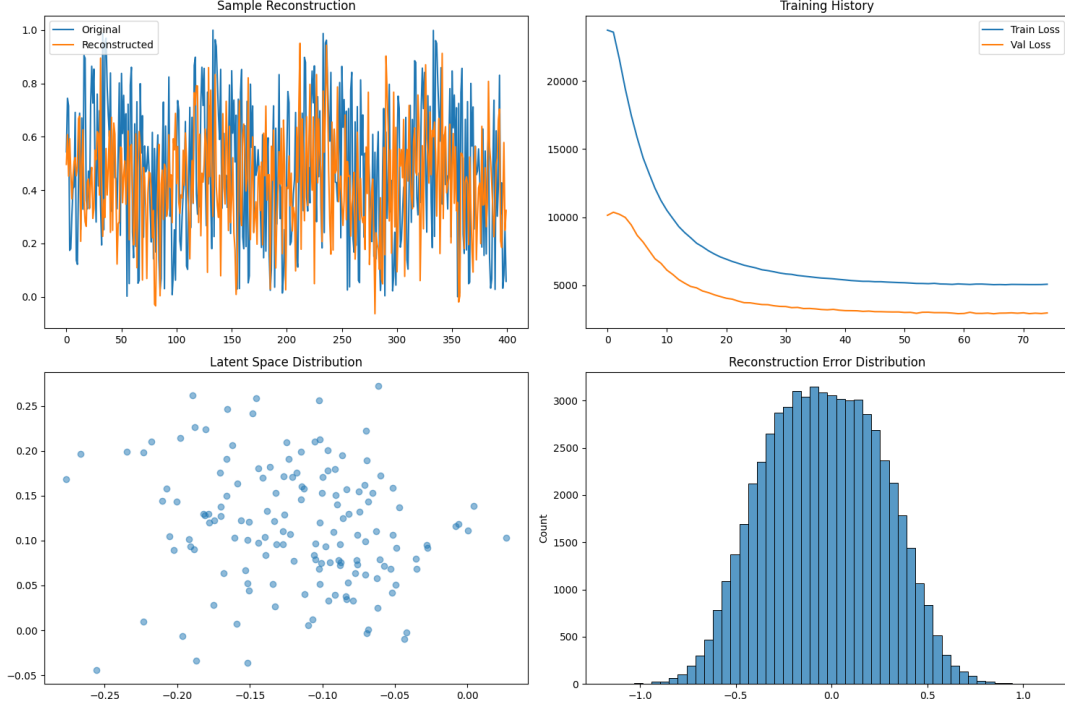 Sample Reconstruction
Original
Reconstructed
1.0
0.8
0.6
0.4
0.2
0.0
0 50 100 150 200 250 300 350 400
Training History
Train Loss
Val Loss
20000
15000
10000
5000
0 10 20 30 40 50 60 70
Latent Space Distribution
0.25
0.20
0.15
0.10
0.05
0.00
−0.05
−0.25 −0.20 −0.15 −0.10 −0.05 0.00
Reconstruction Error Distribution
Count
3000
2500
2000
1500
1000
500
0
−1.0 −0.5 0.0 0.5 1.0